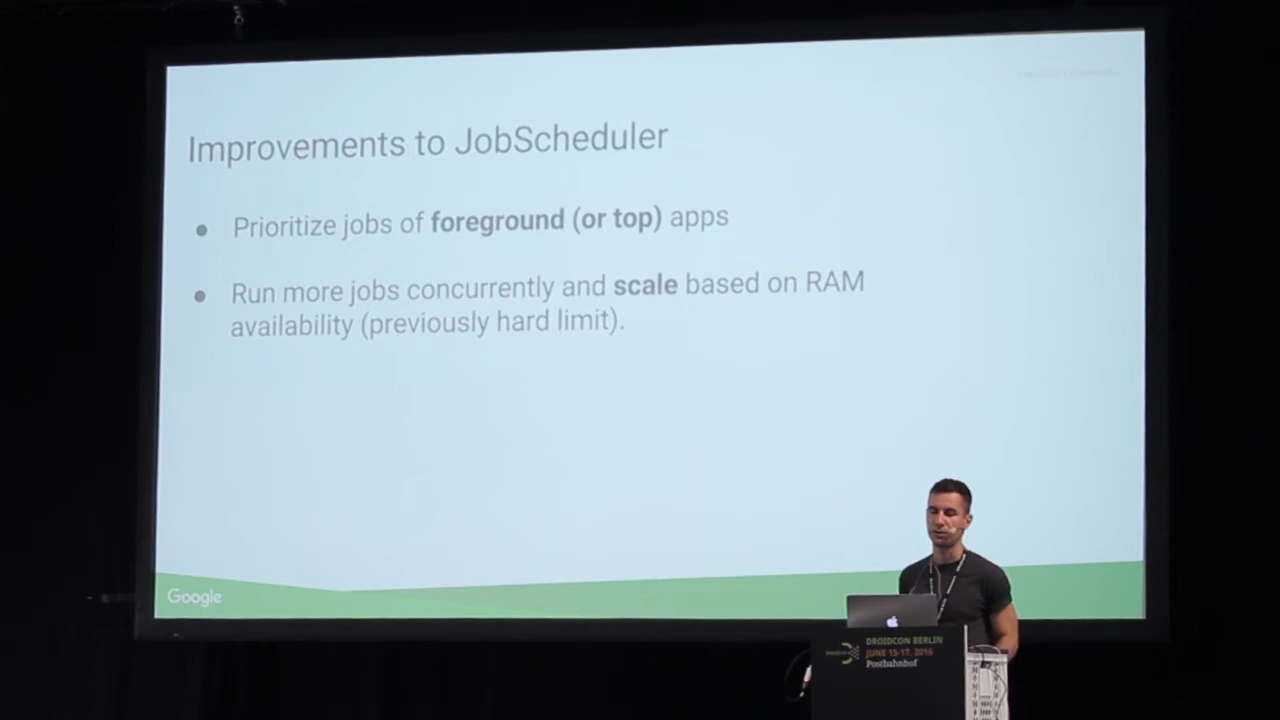 Improvements to JobScheduler
● Prioritize jobs of foreground (or top) apps
● Run more jobs concurrently and scale based on RAM
availability (previously hard limit).
Google
DROIDCON BERLIN
JUNE 15-17, 2016
Postbahnhof